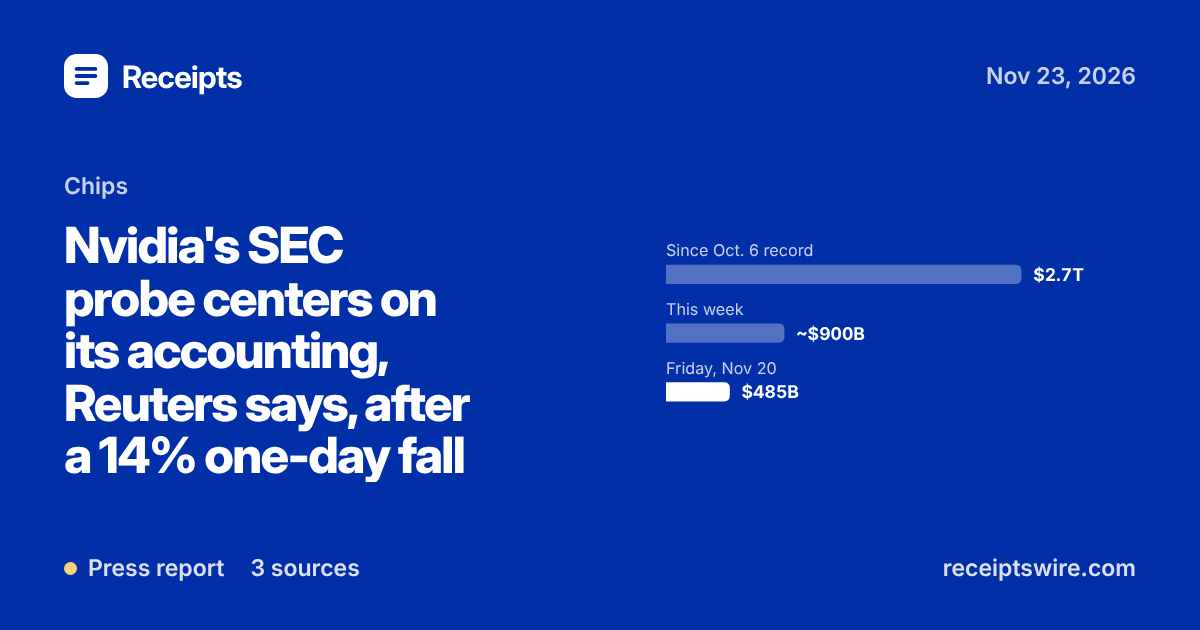 Receipts
Nov 23, 2026
Chips
Nvidia's SEC
probe centers on
its accounting,
Reuters says, after
a 14% one-day fall
Since Oct. 6 record
$2.7T
This week
~$900B
Friday, Nov 20
$485B
Press report
3 sources
receiptswire.com